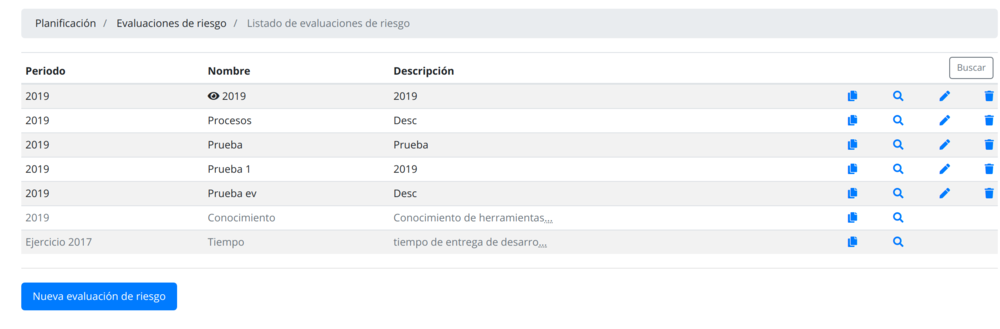 Planificación / Evaluaciones de riesgo / Listado de evaluaciones de riesgo
Buscar
Periodo Nombre Descripción
2019 2019 2019
2019 Procesos Desc
2019 Prueba Prueba
2019 Prueba 1 2019
2019 Prueba ev Desc
2019 Conocimiento Conocimiento de herramientas...
Ejercicio 2017 Tiempo tiempo de entrega de desarro...
Nueva evaluación de riesgo